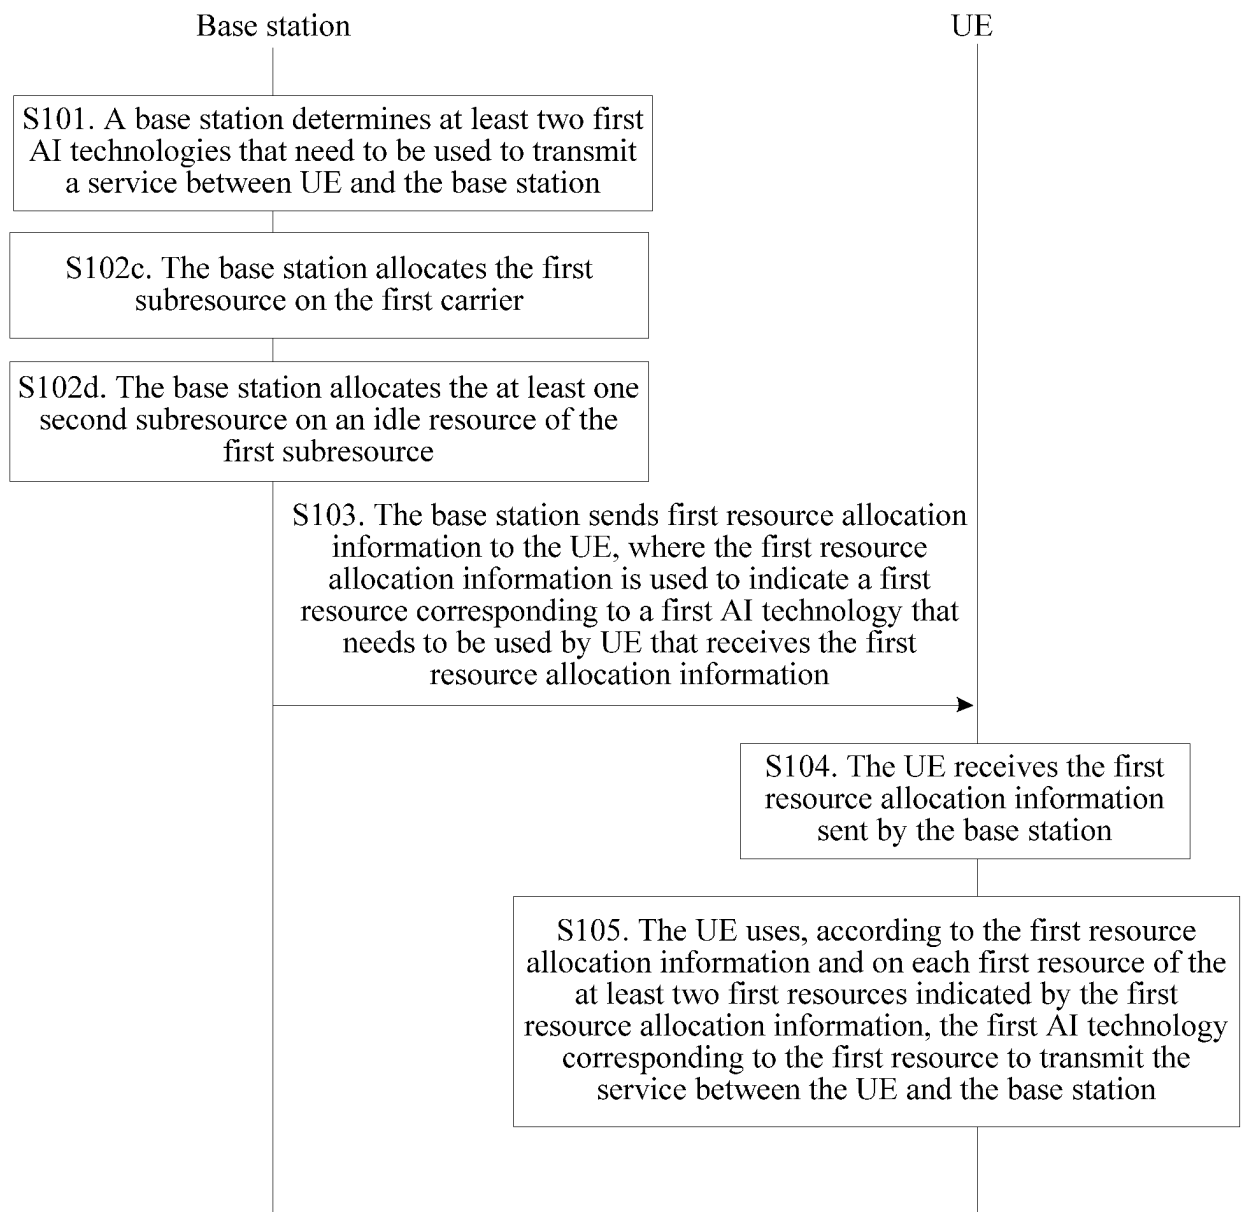 Base station
UE
S101. A base station determines at least two first
AI technologies that need to be used to transmit
a service between UE and the base station
S102c. The base station allocates the first
subresource on the first carrier
S102d. The base station allocates the at least one
second subresource on an idle resource of the
first subresource
S103. The base station sends first resource allocation
information to the UE, where the first resource
allocation information is used to indicate a first
resource corresponding to a first AI technology that
needs to be used by UE that receives the first
resource allocation information
S104. The UE receives the first
resource allocation information
sent by the base station
S105. The UE uses, according to the first resource
allocation information and on each first resource of the
at least two first resources indicated by the first
resource allocation information, the first AI technology
corresponding to the first resource to transmit the
service between the UE and the base station